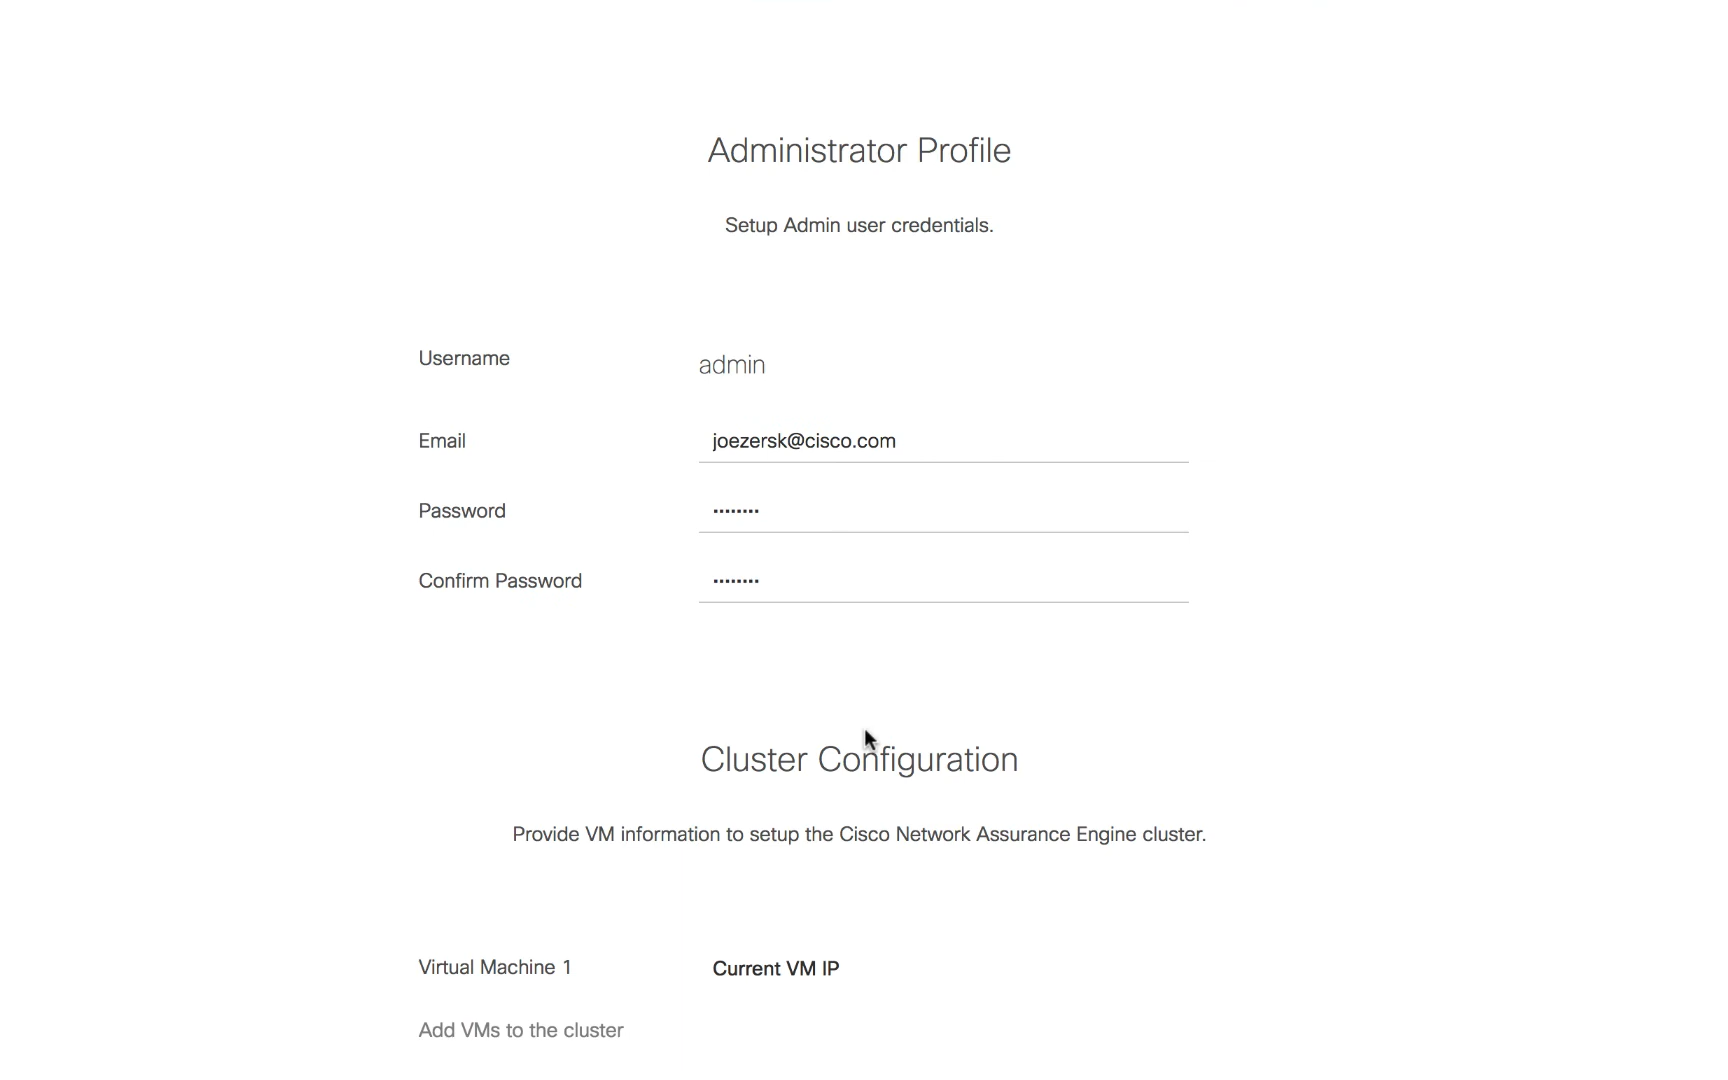 Administrator Profile
Setup Admin user credentials.
Username admin
Email joezersk@cisco.com
Password ••••••••
Confirm Password ••••••••
Cluster Configuration
Provide VM information to setup the Cisco Network Assurance Engine cluster.
Virtual Machine 1 Current VM IP
Add VMs to the cluster